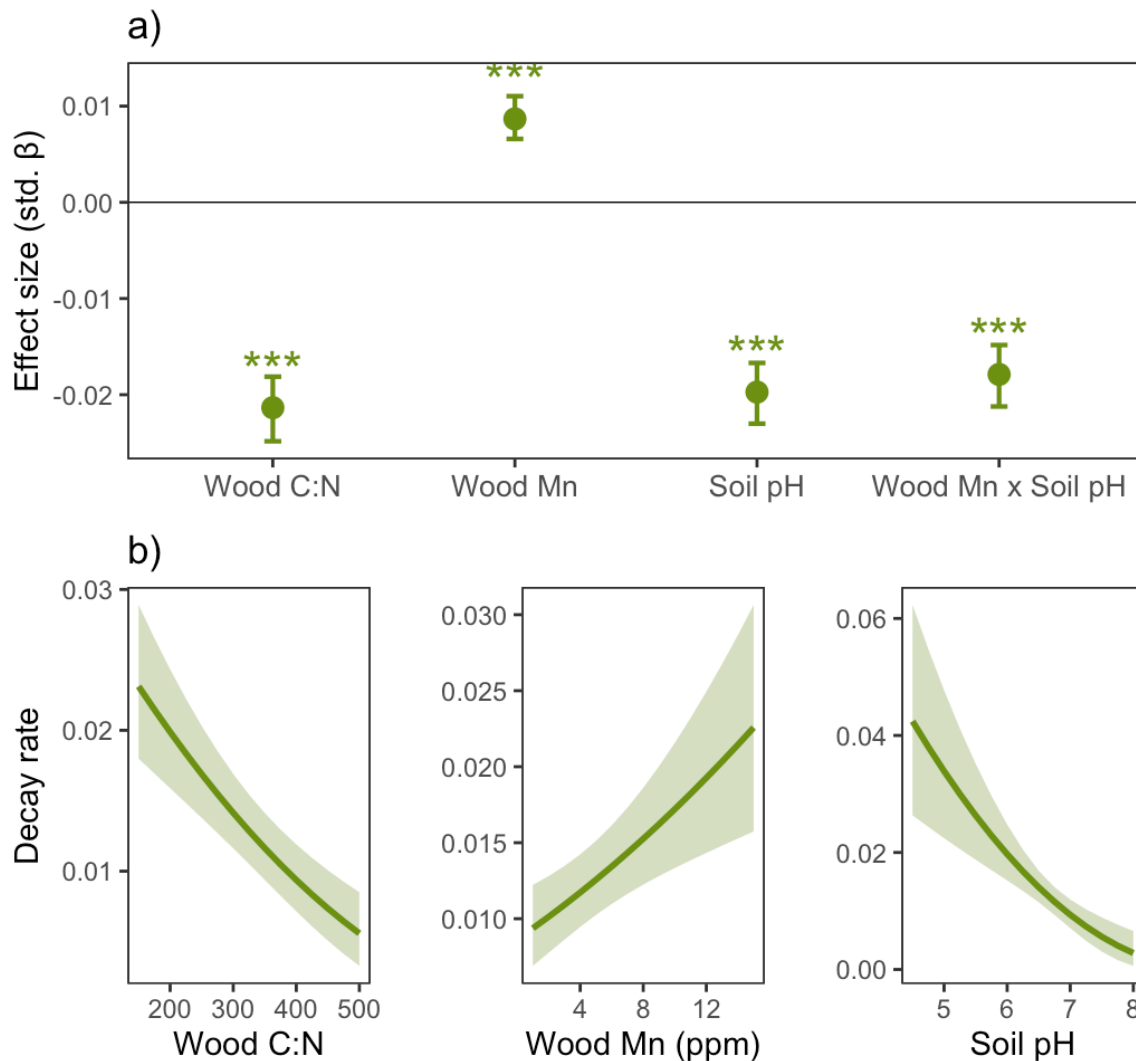 a)
Effect size (std. β)
0.01
0.00
-0.01
-0.02
***
***
***
***
Wood C:N
Wood Mn
Soil pH
Wood Mn x Soil pH
b)
Decay rate
0.03
0.02
0.01
200 300 400 500
Wood C:N
0.030
0.025
0.020
0.015
0.010
4 8 12
Wood Mn (ppm)
0.06
0.04
0.02
0.00
5 6 7 8
Soil pH